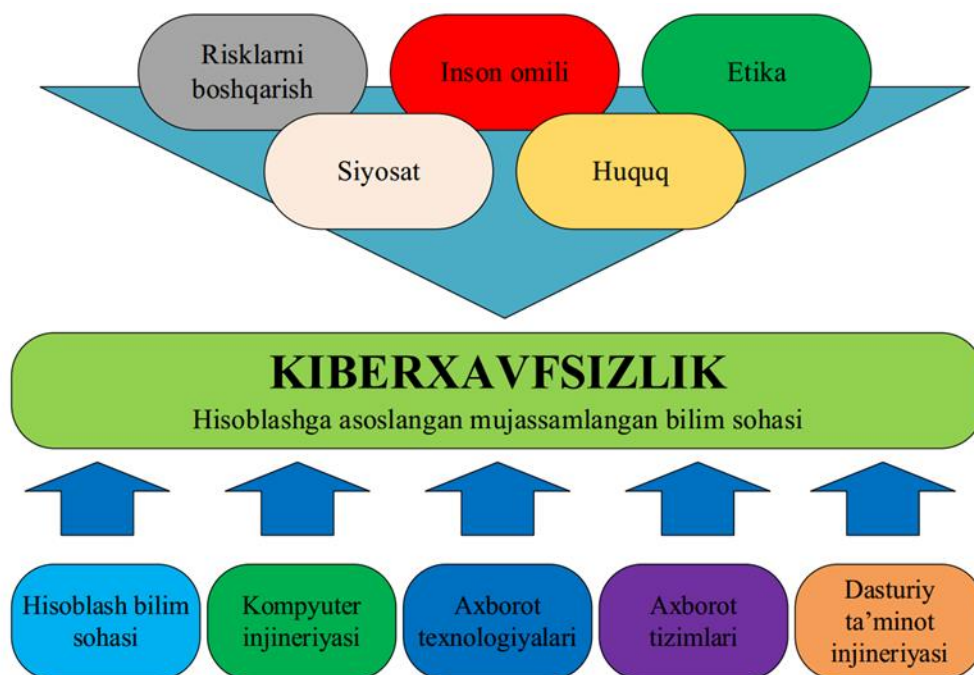 Risklarni
boshqarish
Inson omili
Etika
Siyosat
Huquq
KIBERXAVFSIZLIK
Hisoblashga asoslangan mujassamlangan bilim sohasi
Hisoblash bilim
sohasi
Kompyuter
injineriyasi
Axborot
texnologiyalari
Axborot
tizimlari
Dasturiy
ta’minot
injineriyasi